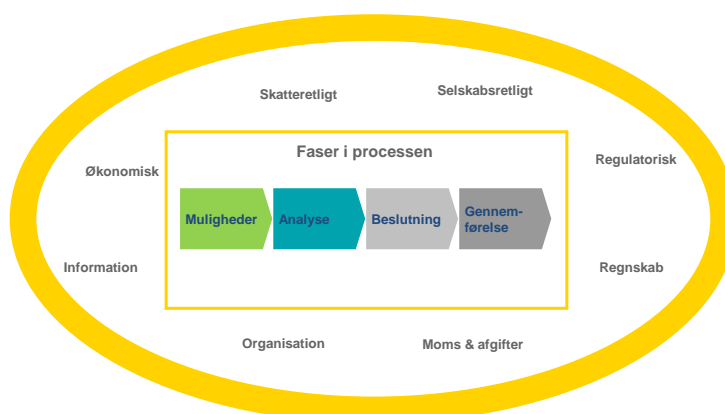 Skatteretligt
Selskabsretligt
Økonomisk
Faser i processen
Regulatorisk
Muligheder
Analyse
Beslutning
Gennem-
førelse
Information
Regnskab
Organisation
Moms & afgifter